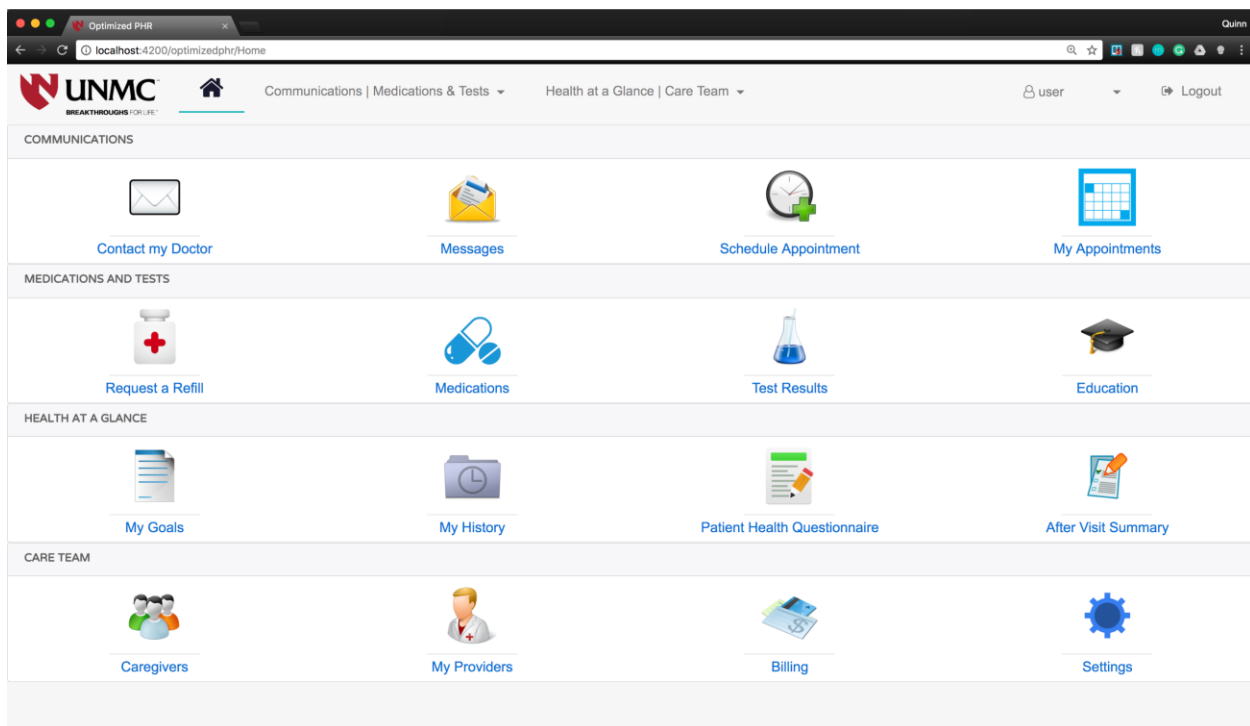 Optimized PHR
Quinn
localhost:4200/optimizedphr/Home
UNMC
BREAKTHROUGHS FOR LIFE™
Communications | Medications & Tests
Health at a Glance | Care Team
user
Logout
COMMUNICATIONS
Contact my Doctor
Messages
Schedule Appointment
My Appointments
MEDICATIONS AND TESTS
Request a Refill
Medications
Test Results
Education
HEALTH AT A GLANCE
My Goals
My History
Patient Health Questionnaire
After Visit Summary
CARE TEAM
Caregivers
My Providers
Billing
Settings